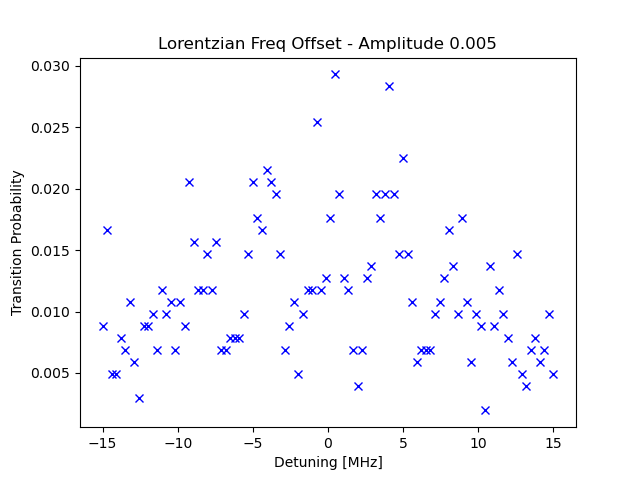 Lorentzian Freq Offset - Amplitude 0.005
0.030
0.025
0.020
0.015
0.010
0.005
Transition Probability
−15 −10 −5 0 5 10 15
Detuning [MHz]